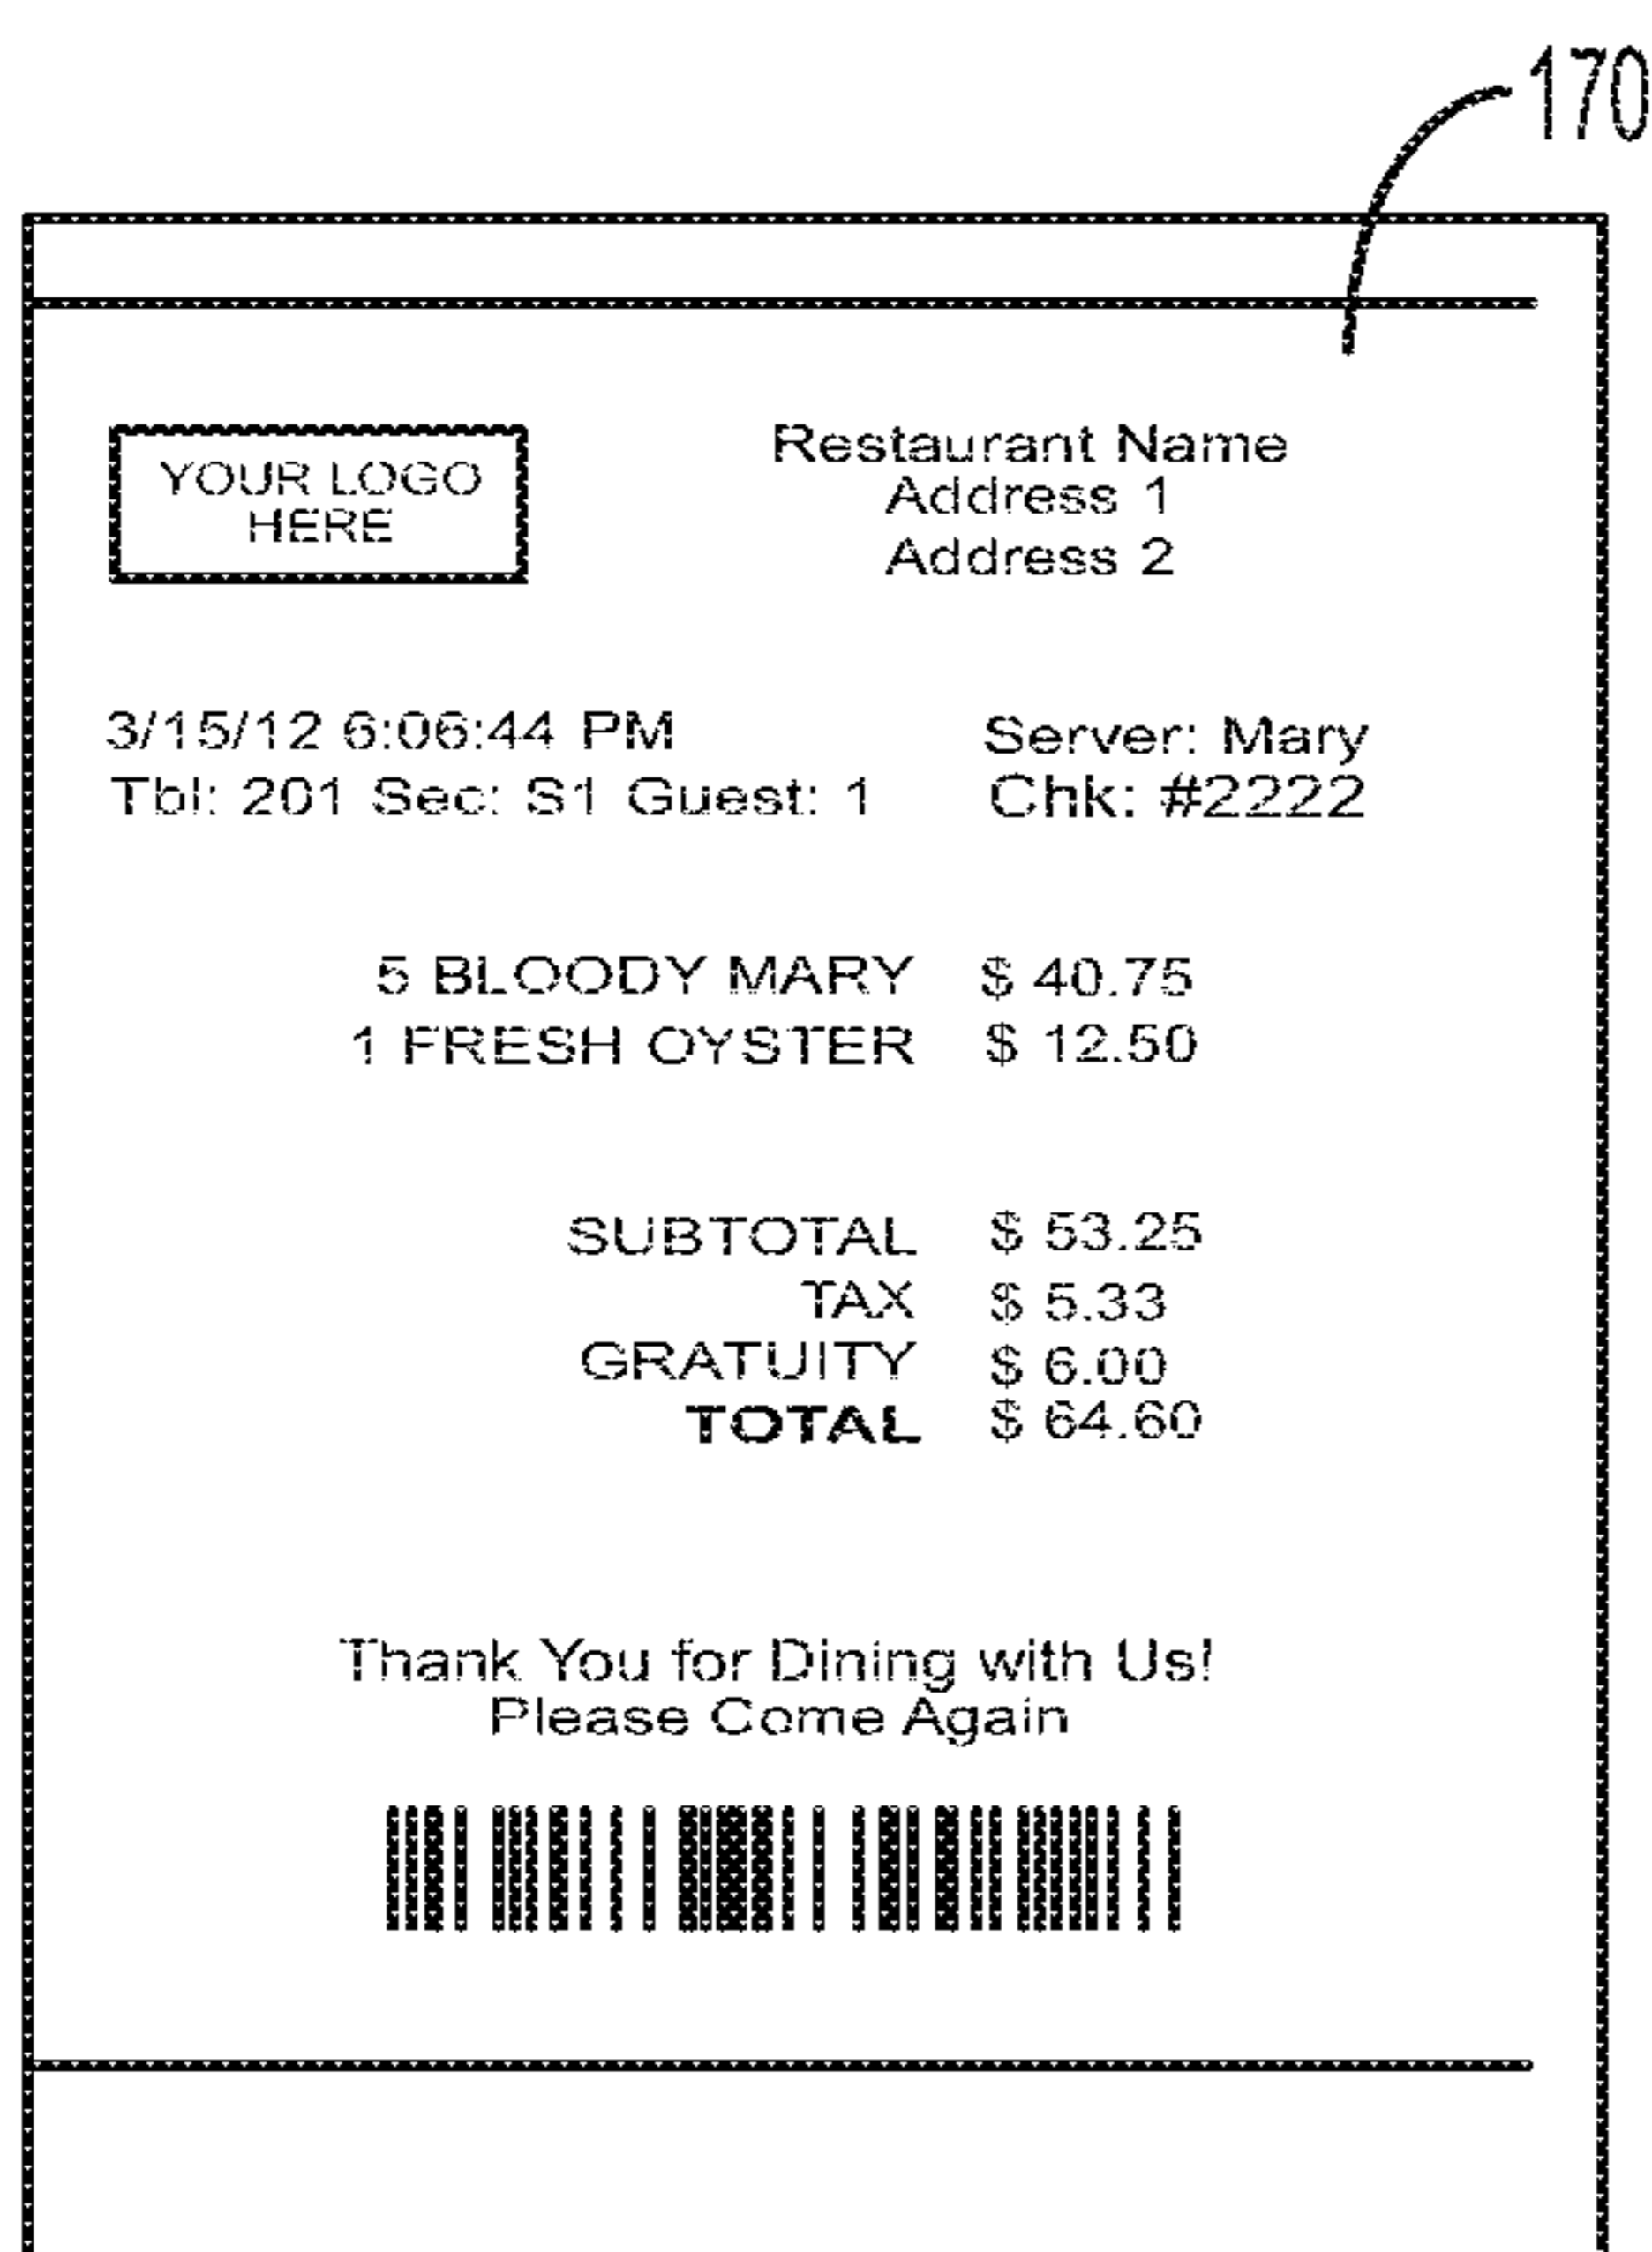 170
YOUR LOGO
HERE
Restaurant Name
Address 1
Address 2
3/15/12 6:06:44 PM
Server: Mary
Tbl: 201 Sec: S1 Guest: 1
Chk: #2222
5 BLOODY MARY $ 40.75
1 FRESH OYSTER $ 12.50
SUBTOTAL $ 53.25
TAX $ 5.33
GRATUITY $ 6.00
TOTAL $ 64.60
Thank You for Dining with Us!
Please Come Again